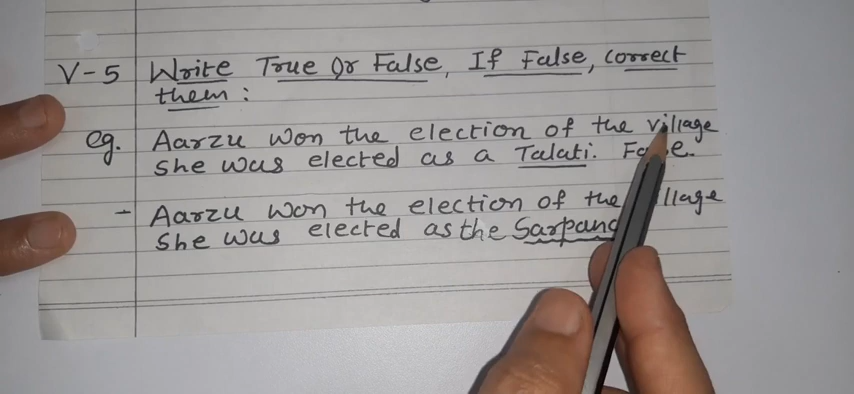 V-5 Write True Or False, If False, correct
them:
eg. Aarzu won the election of the village
she was elected as a Talati.
- Aarzu won the election of the
she was elected as the